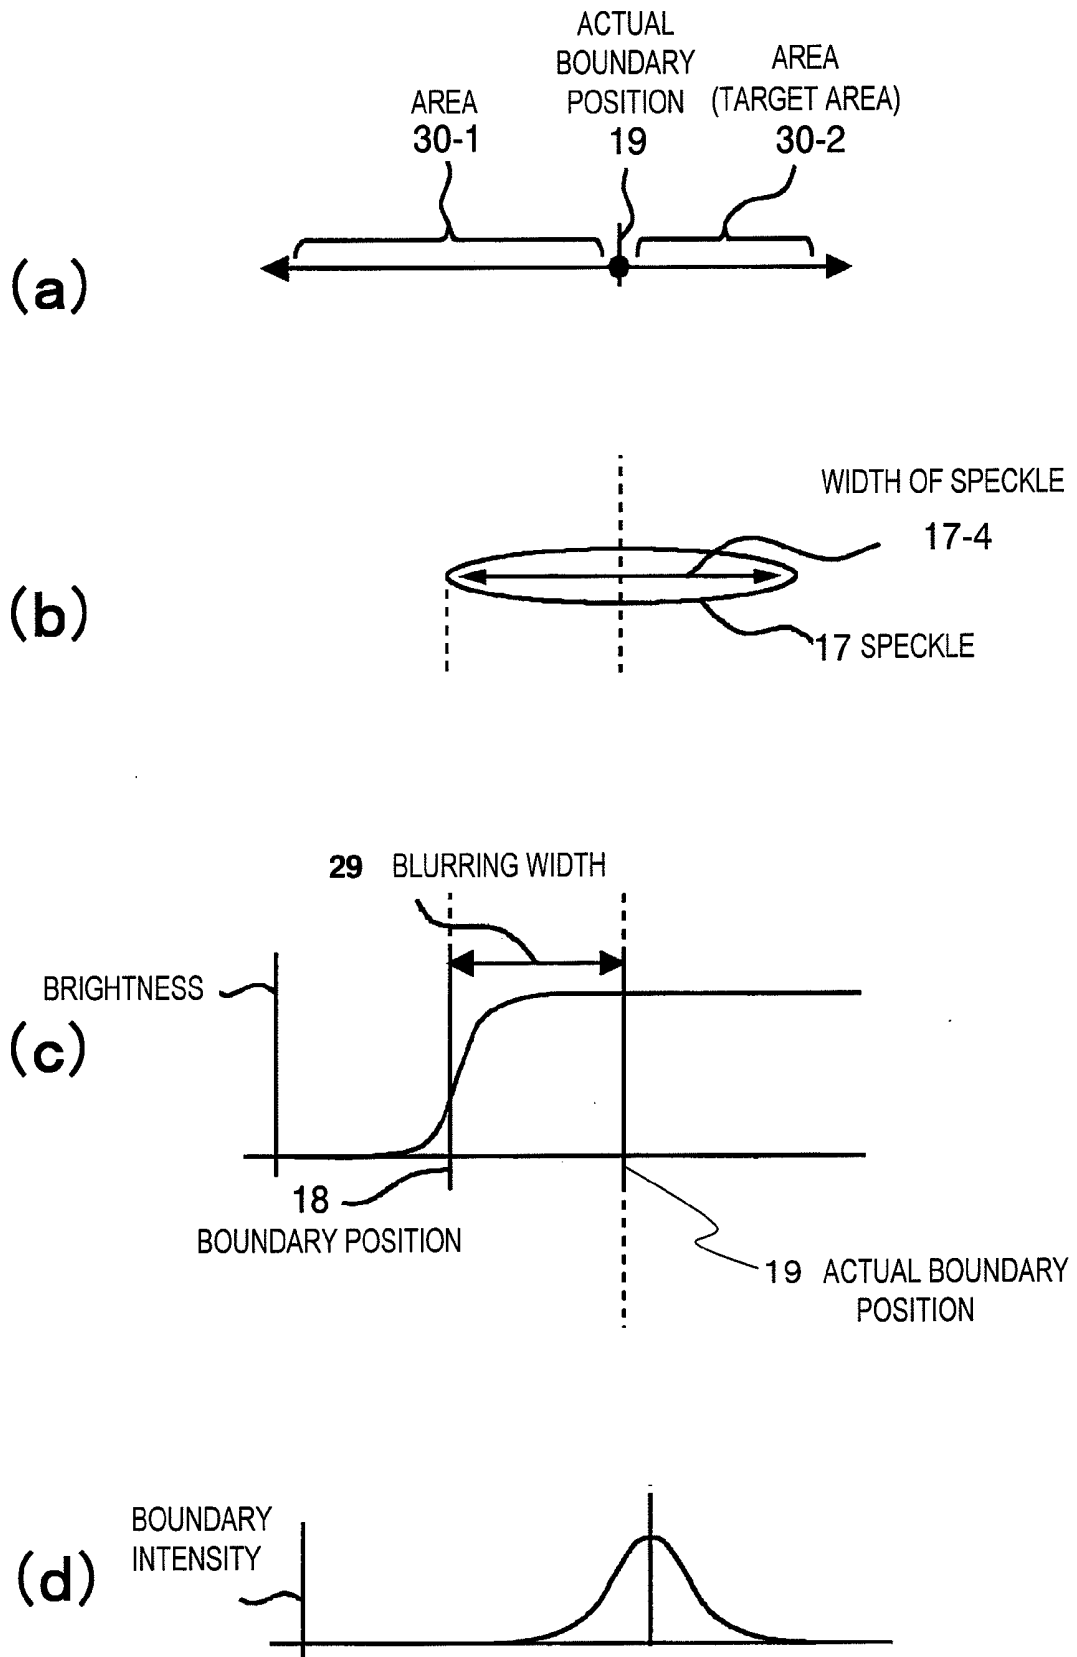 ACTUAL
BOUNDARY
POSITION
19
AREA
(TARGET AREA)
30-2
AREA
30-1
(a)
WIDTH OF SPECKLE
17-4
(b)
17 SPECKLE
29 BLURRING WIDTH
BRIGHTNESS
(c)
18
BOUNDARY POSITION
19 ACTUAL BOUNDARY
POSITION
BOUNDARY
INTENSITY
(d)